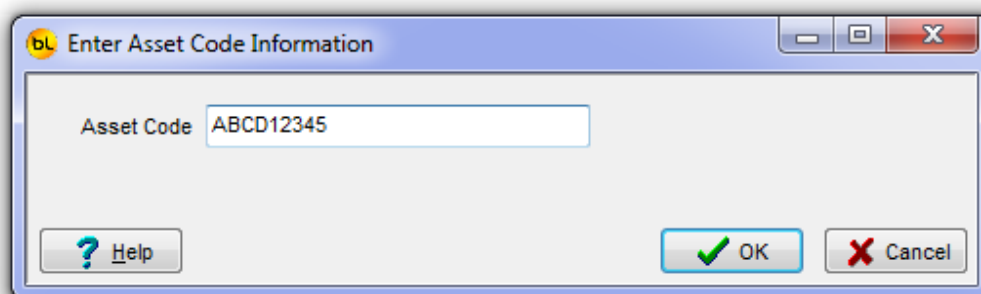 bL Enter Asset Code Information
Asset Code ABCD12345
? Help OK Cancel